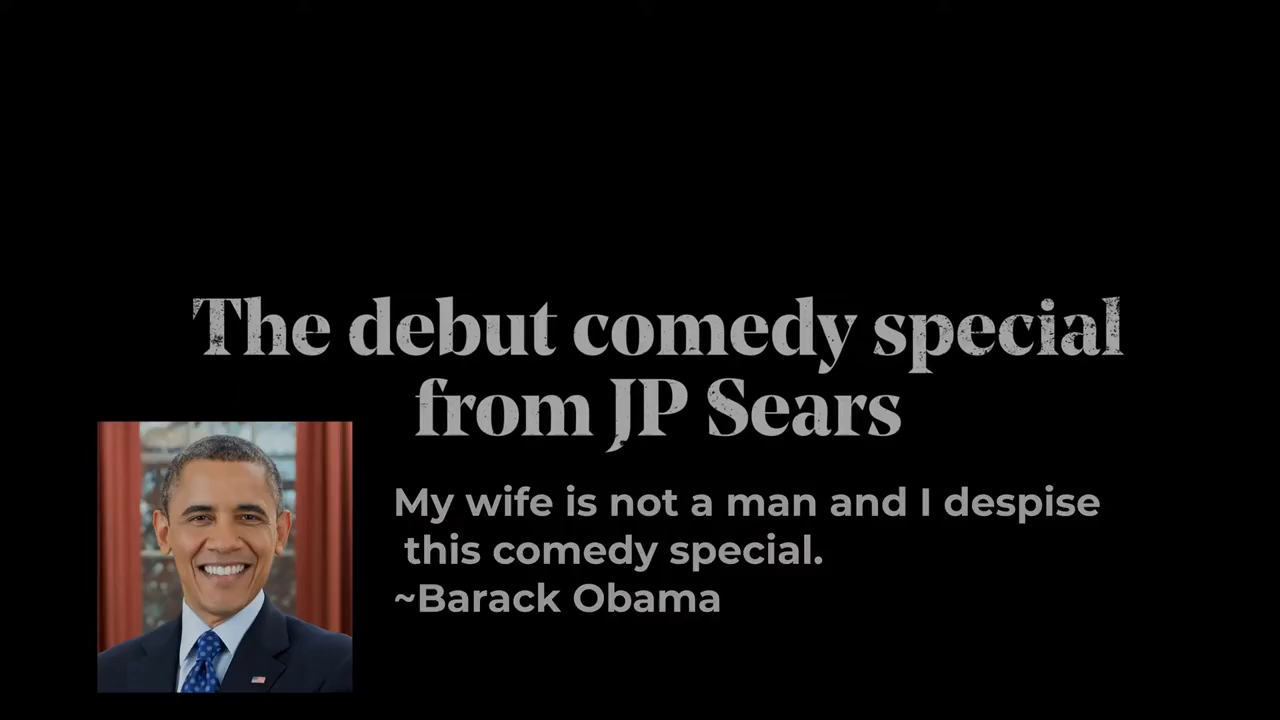 The debut comedy special
from JP Sears
My wife is not a man and I despise
this comedy special.
~Barack Obama